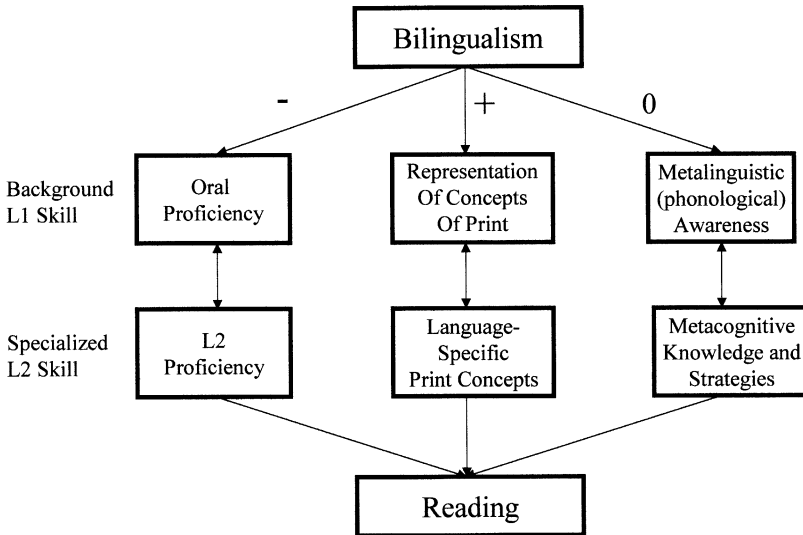 Bilingualism
-
+
0
Background
L1 Skill
Oral
Proficiency
Representation
Of Concepts
Of Print
Metalinguistic
(phonological)
Awareness
Specialized
L2 Skill
L2
Proficiency
Language-
Specific
Print Concepts
Metacognitive
Knowledge and
Strategies
Reading